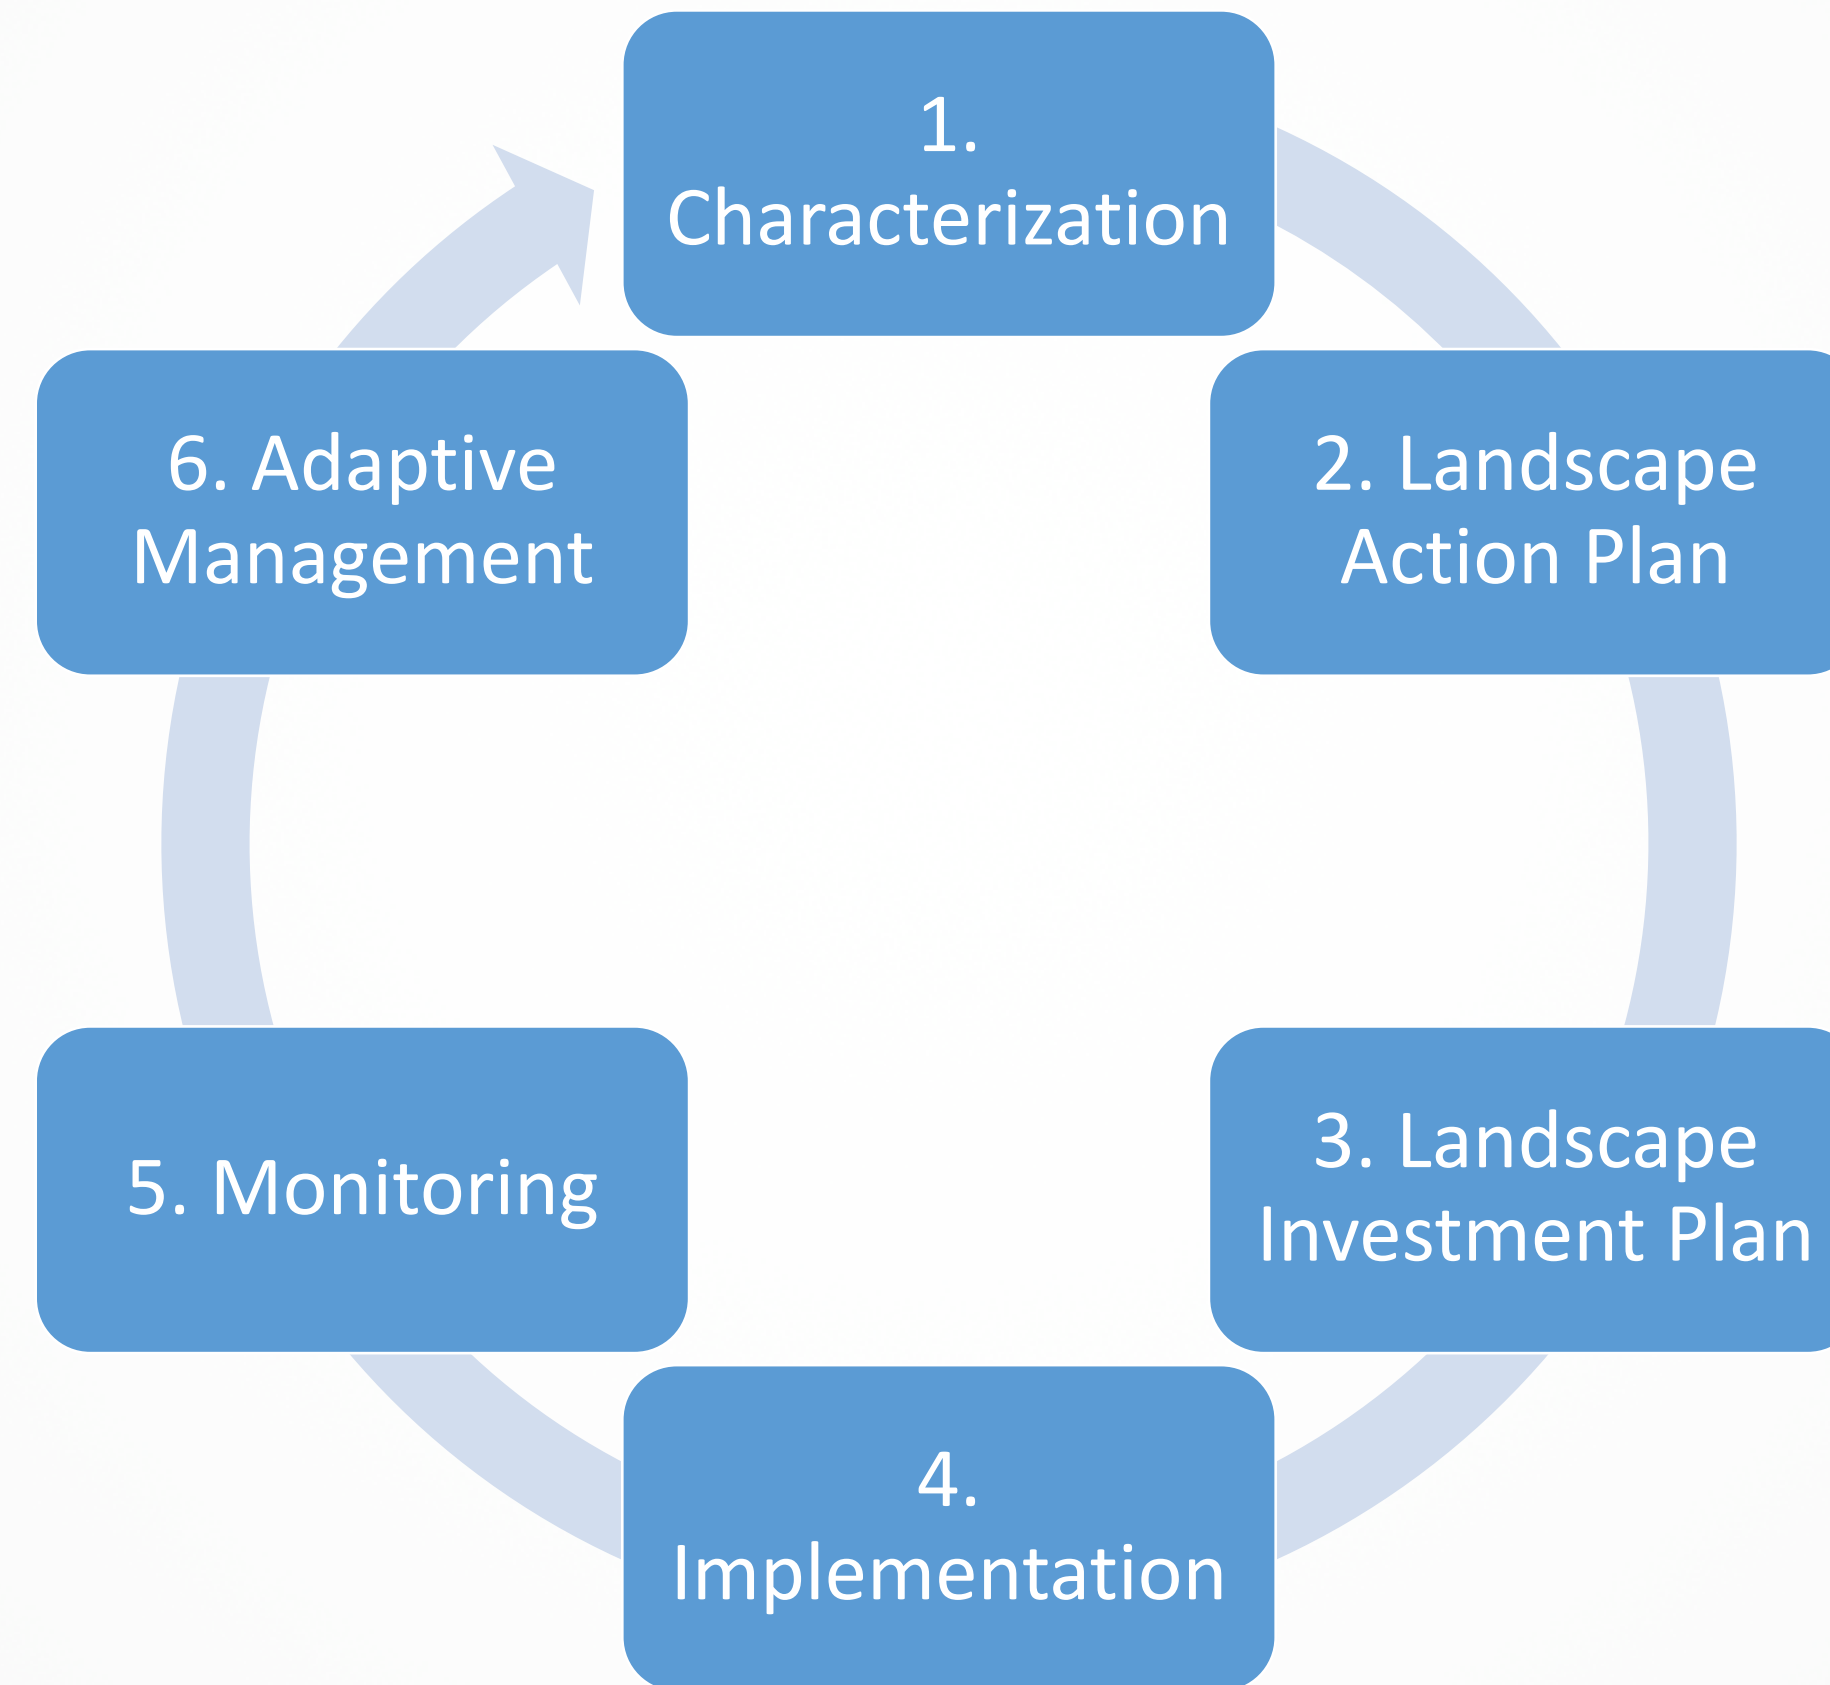 1.
Characterization
2. Landscape
Action Plan
3. Landscape
Investment Plan
4.
Implementation
5. Monitoring
6. Adaptive
Management